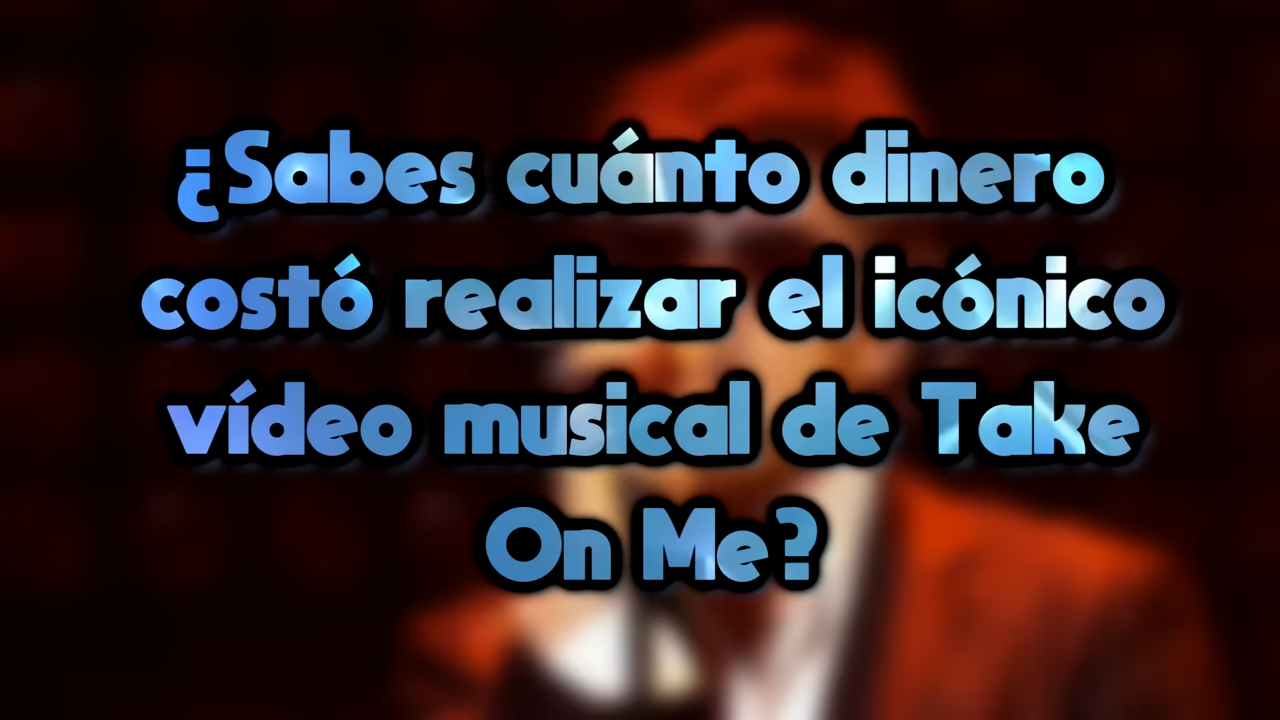 ¿Sabes cuánto dinero
costó realizar el icónico
vídeo musical de Take
On Me?